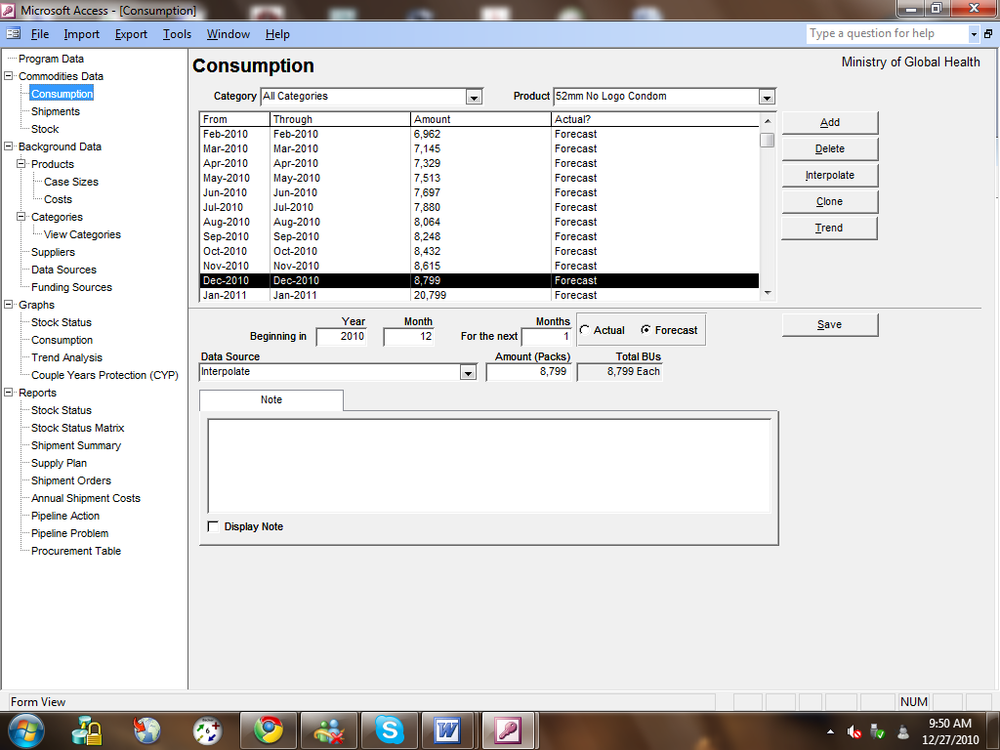 Microsoft Access - [Consumption]
File Import Export Tools Window Help Type a question for help
Program Data
Commodities Data
Consumption
Shipments
Stock
Background Data
Products
Case Sizes
Costs
Categories
View Categories
Suppliers
Data Sources
Funding Sources
Graphs
Stock Status
Consumption
Trend Analysis
Couple Years Protection (CYP)
Reports
Stock Status
Stock Status Matrix
Shipment Summary
Supply Plan
Shipment Orders
Annual Shipment Costs
Pipeline Action
Pipeline Problem
Procurement Table
Consumption
Ministry of Global Health
Category All Categories Product 52mm No Logo Condom
From Through Amount Actual?
Feb-2010 Feb-2010 6,962 Forecast
Mar-2010 Mar-2010 7,145 Forecast
Apr-2010 Apr-2010 7,329 Forecast
May-2010 May-2010 7,513 Forecast
Jun-2010 Jun-2010 7,697 Forecast
Jul-2010 Jul-2010 7,880 Forecast
Aug-2010 Aug-2010 8,064 Forecast
Sep-2010 Sep-2010 8,248 Forecast
Oct-2010 Oct-2010 8,432 Forecast
Nov-2010 Nov-2010 8,615 Forecast
Dec-2010 Dec-2010 8,799 Forecast
Jan-2011 Jan-2011 20,799 Forecast
Add
Delete
Interpolate
Clone
Trend
Year Month Months
Beginning in 2010 12 For the next 1 Actual Forecast
Save
Data Source Amount (Packs) Total BUs
Interpolate 8,799 8,799 Each
Note
Display Note
Form View NUM
9:50 AM
12/27/2010